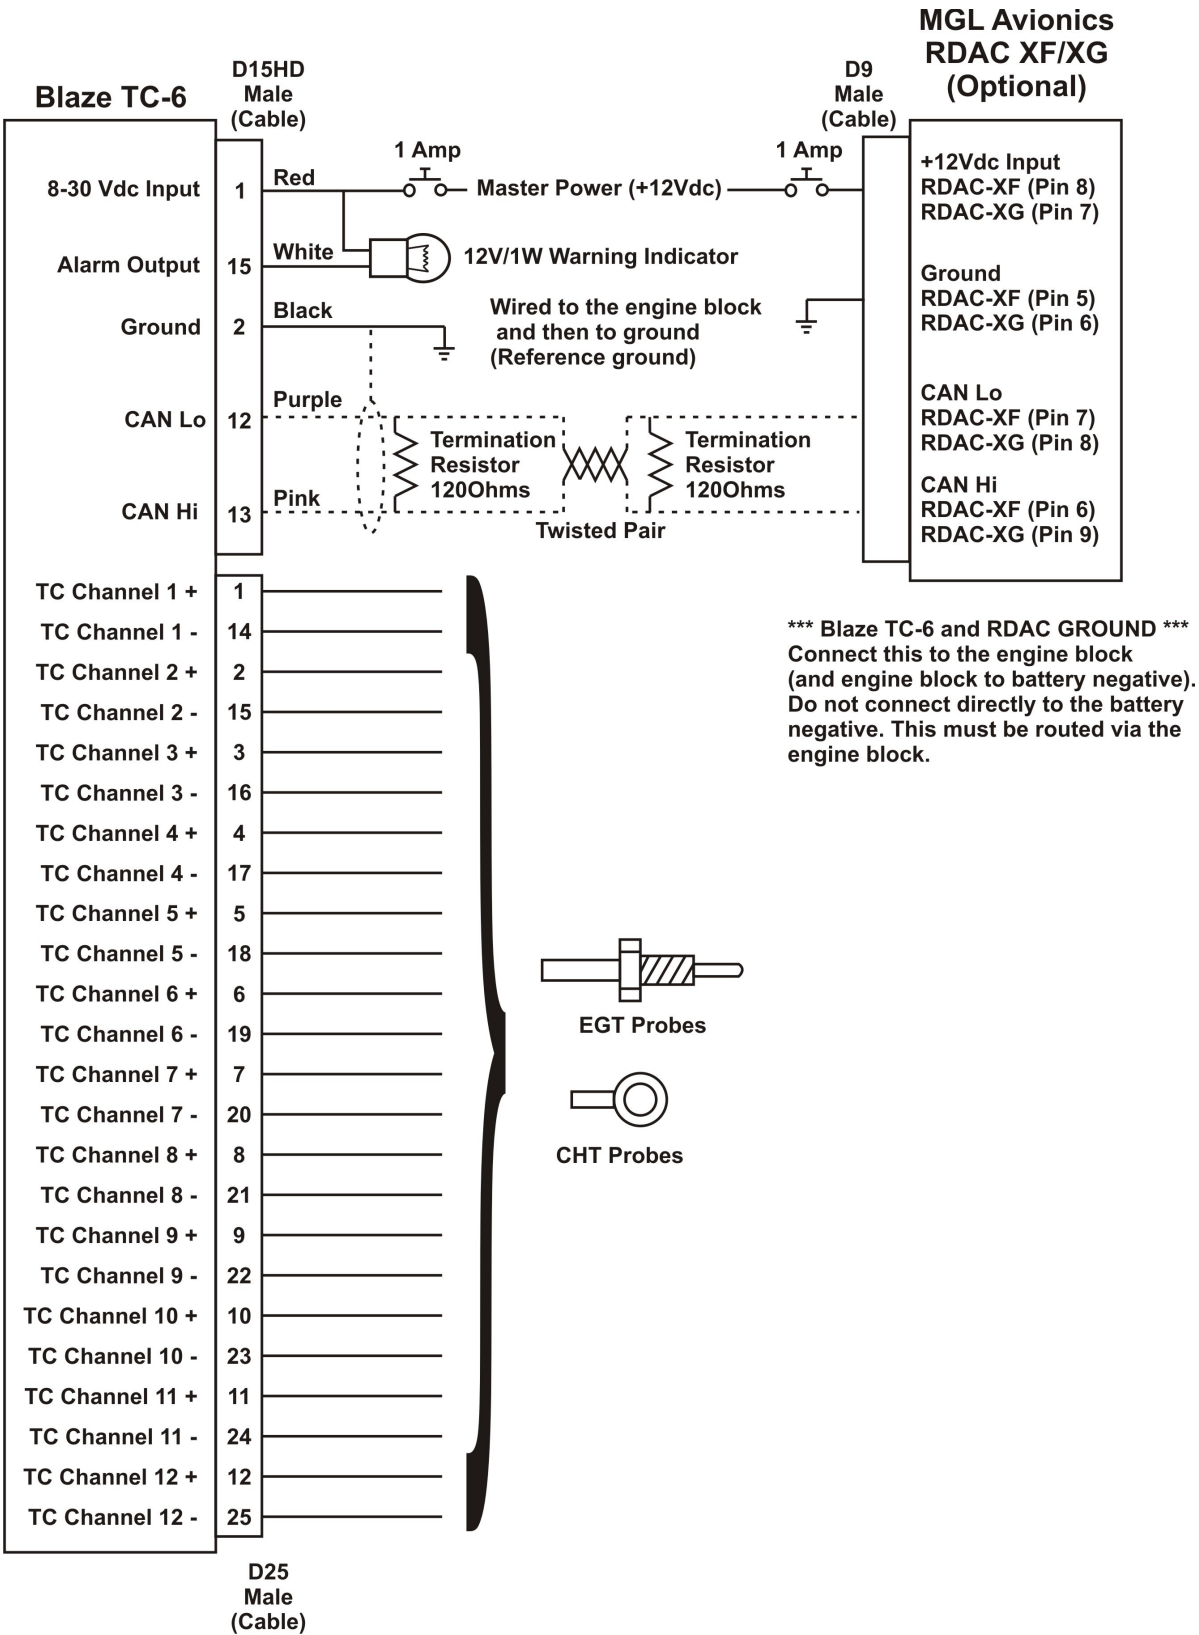 MGL Avionics
RDAC XF/XG
(Optional)
Blaze TC-6
D15HD
Male
(Cable)
D9
Male
(Cable)
8-30 Vdc Input
1
Red
1 Amp
Master Power (+12Vdc)
1 Amp
+12Vdc Input
RDAC-XF (Pin 8)
RDAC-XG (Pin 7)
Alarm Output
15
White
12V/1W Warning Indicator
Ground
2
Black
Wired to the engine block
and then to ground
(Reference ground)
Ground
RDAC-XF (Pin 5)
RDAC-XG (Pin 6)
CAN Lo
12
Purple
Termination
Resistor
120Ohms
Termination
Resistor
120Ohms
CAN Lo
RDAC-XF (Pin 7)
RDAC-XG (Pin 8)
CAN Hi
13
Pink
Twisted Pair
CAN Hi
RDAC-XF (Pin 6)
RDAC-XG (Pin 9)
*** Blaze TC-6 and RDAC GROUND ***
Connect this to the engine block
(and engine block to battery negative).
Do not connect directly to the battery
negative. This must be routed via the
engine block.
TC Channel 1 + 1
TC Channel 1 - 14
TC Channel 2 + 2
TC Channel 2 - 15
TC Channel 3 + 3
TC Channel 3 - 16
TC Channel 4 + 4
TC Channel 4 - 17
TC Channel 5 + 5
TC Channel 5 - 18
TC Channel 6 + 6
TC Channel 6 - 19
TC Channel 7 + 7
TC Channel 7 - 20
TC Channel 8 + 8
TC Channel 8 - 21
TC Channel 9 + 9
TC Channel 9 - 22
TC Channel 10 + 10
TC Channel 10 - 23
TC Channel 11 + 11
TC Channel 11 - 24
TC Channel 12 + 12
TC Channel 12 - 25
EGT Probes
CHT Probes
D25
Male
(Cable)